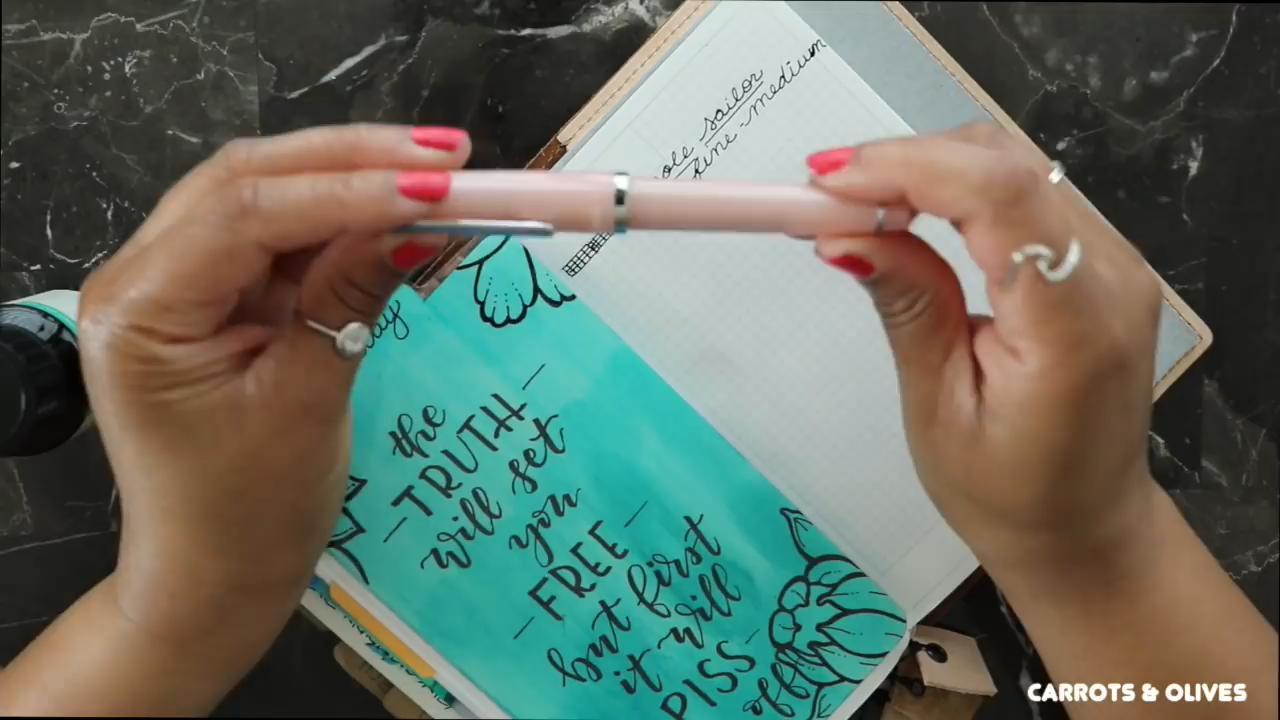 sailor
fine - medium
the
-TRUTH-
will set
you
-FREE-
but first
it will
PISS-
off
CARROTS & OLIVES